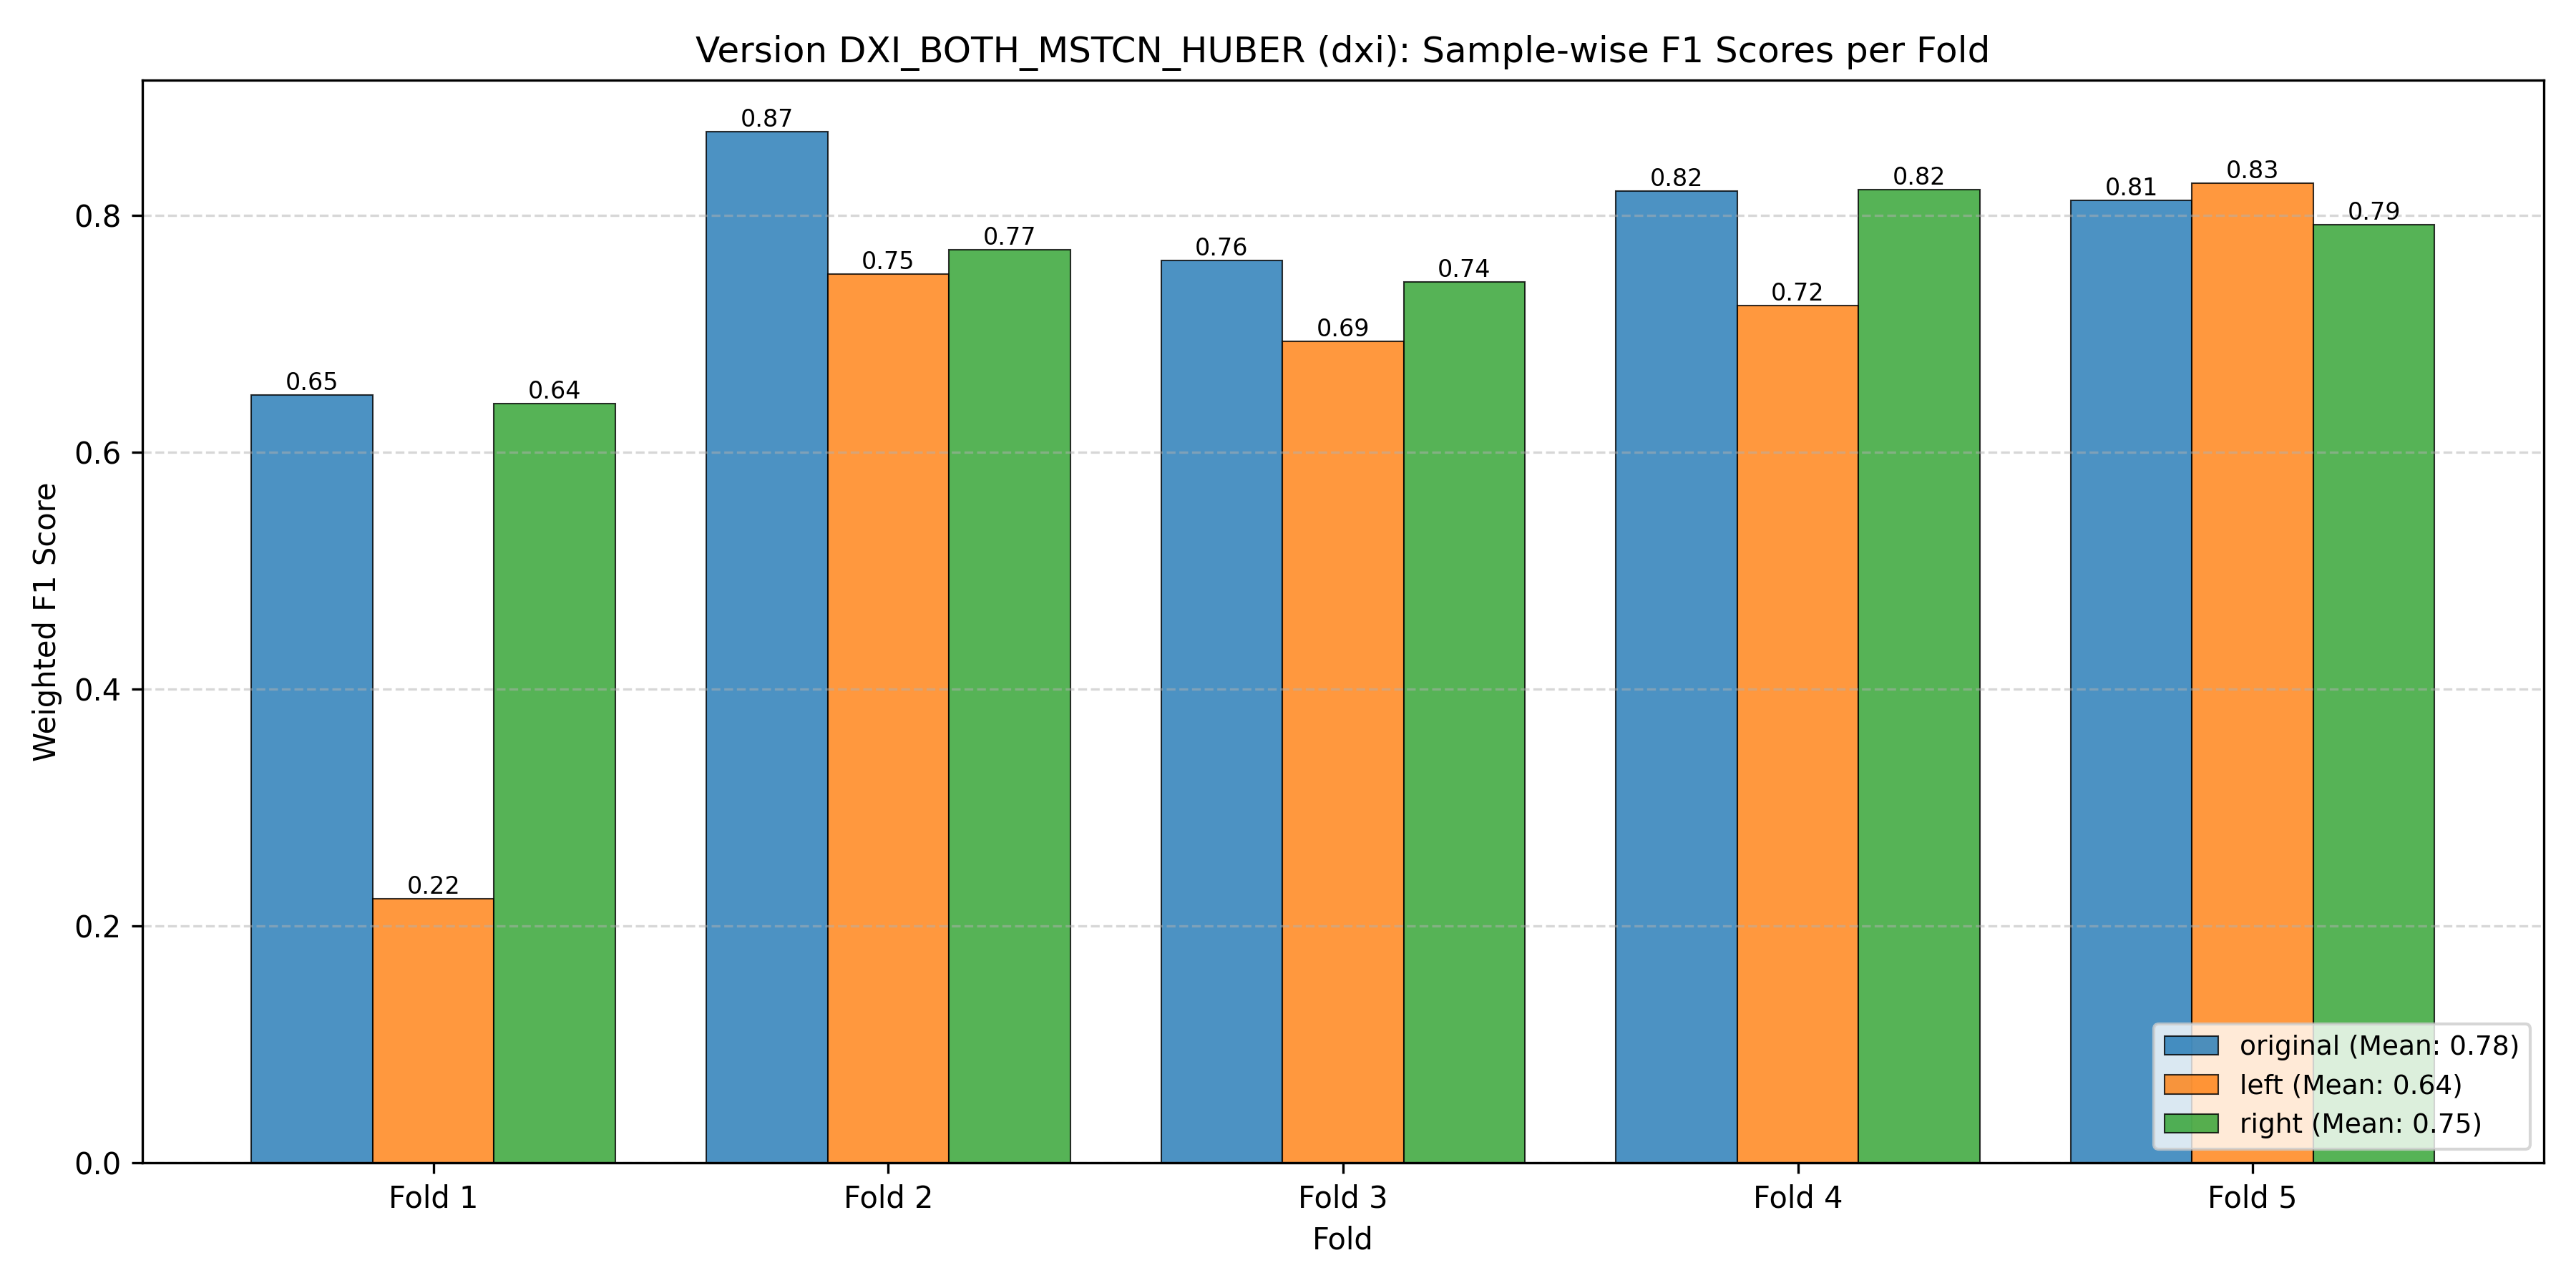 Version DXI_BOTH_MSTCN_HUBER (dxi): Sample-wise F1 Scores per Fold
Weighted F1 Score
0.8
0.6
0.4
0.2
0.0
0.65
0.22
0.64
0.87
0.75
0.77
0.76
0.69
0.74
0.82
0.72
0.82
0.81
0.83
0.79
original (Mean: 0.78)
left (Mean: 0.64)
right (Mean: 0.75)
Fold 1
Fold 2
Fold 3
Fold 4
Fold 5
Fold